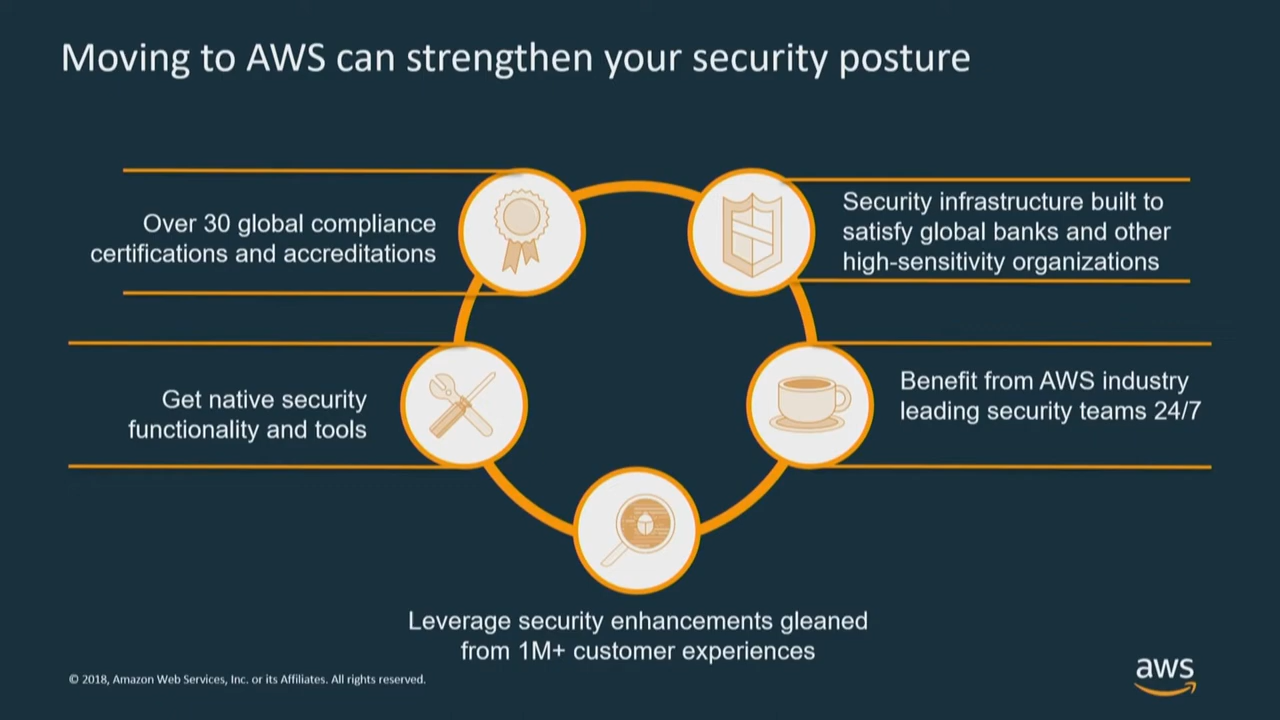 Moving to AWS can strengthen your security posture
Over 30 global compliance
certifications and accreditations
Security infrastructure built to
satisfy global banks and other
high-sensitivity organizations
Get native security
functionality and tools
Benefit from AWS industry
leading security teams 24/7
Leverage security enhancements gleaned
from 1M+ customer experiences
© 2018, Amazon Web Services, Inc. or its Affiliates. All rights reserved.
aws